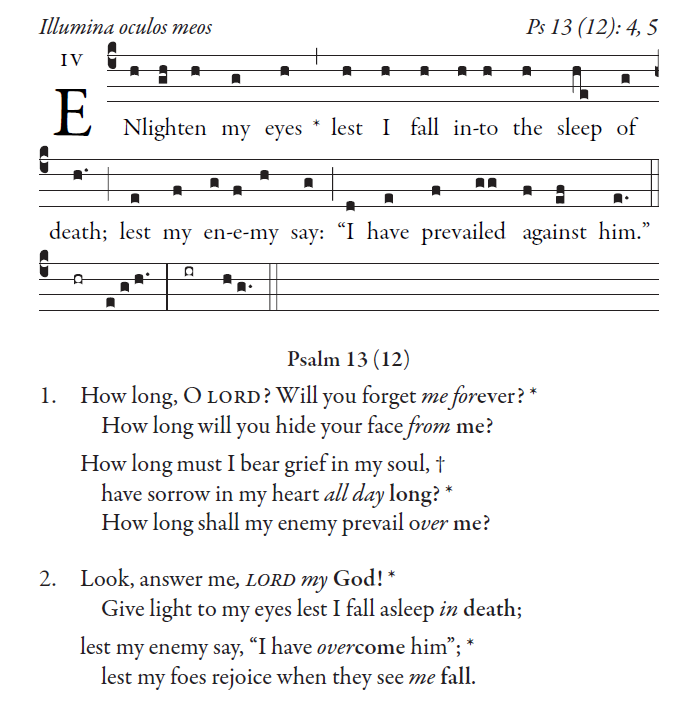 Illumina oculos meos Ps 13 (12): 4, 5
IV
ENlighten my eyes * lest I fall in-to the sleep of
death; lest my en-e-my say: “I have prevailed against him.”
Psalm 13 (12)
1. How long, O LORD? Will you forget me forever? *
How long will you hide your face from me?
How long must I bear grief in my soul, †
have sorrow in my heart all day long? *
How long shall my enemy prevail over me?
2. Look, answer me, LORD my God! *
Give light to my eyes lest I fall asleep in death;
lest my enemy say, “I have overcome him”; *
lest my foes rejoice when they see me fall.